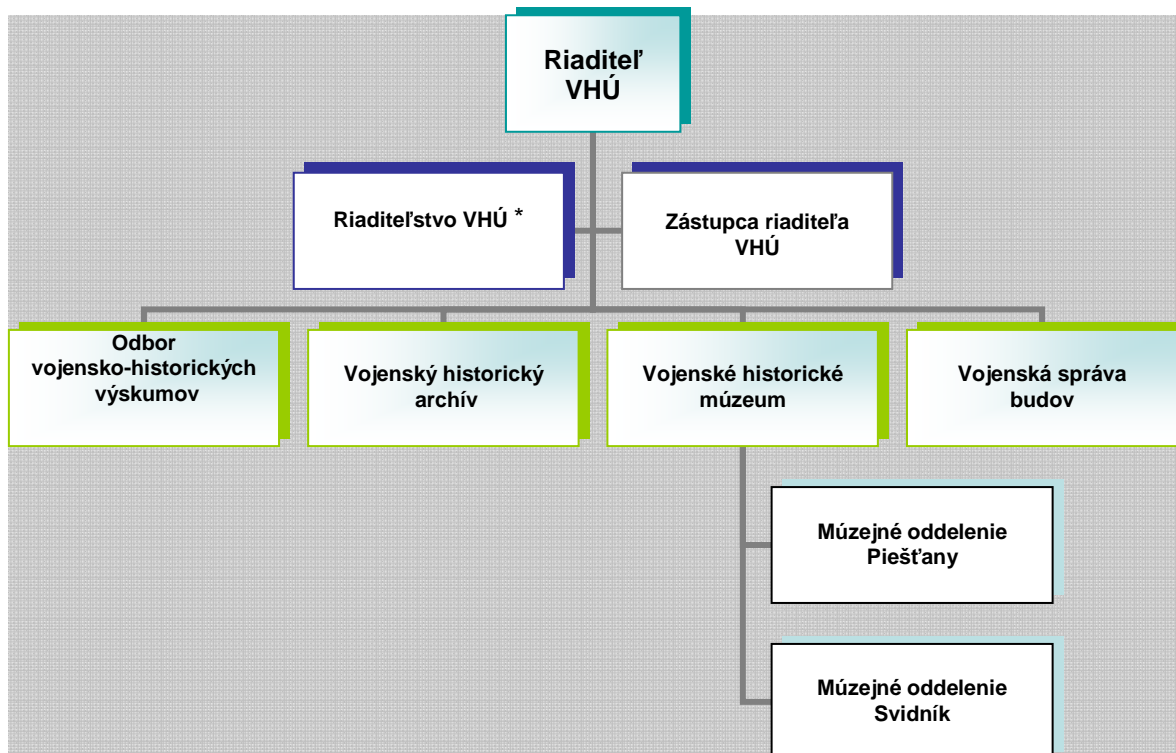 Riaditeľ
VHÚ
Riaditeľstvo VHÚ *
Zástupca riaditeľa
VHÚ
Odbor
vojensko-historických
výskumov
Vojenský historický
archív
Vojenské historické
múzeum
Vojenská správa
budov
Múzejné oddelenie
Piešťany
Múzejné oddelenie
Svidník